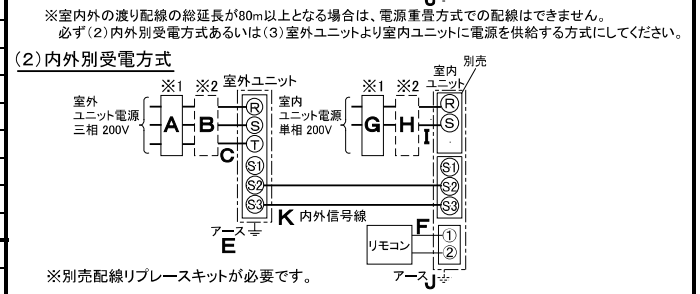 ※室内外の渡り配線の総延長が80m以上となる場合は、電源重畳方式での配線はできません。
必ず(2)内外別受電方式あるいは(3)室外ユニットより室内ユニットに電源を供給する方式にしてください。
(2)内外別受電方式
※1 ※2 室外ユニット
室外
ユニット電源
三相 200V
A B C
R
S
T
S1
S2
S3
アース
E
※1 ※2
室内
ユニット電源
単相 200V
G H I
室内
ユニット
別売
R
S
S1
S2
S3
K 内外信号線
リモコン
F
①
②
アース J
※別売配線リプレースキットが必要です。